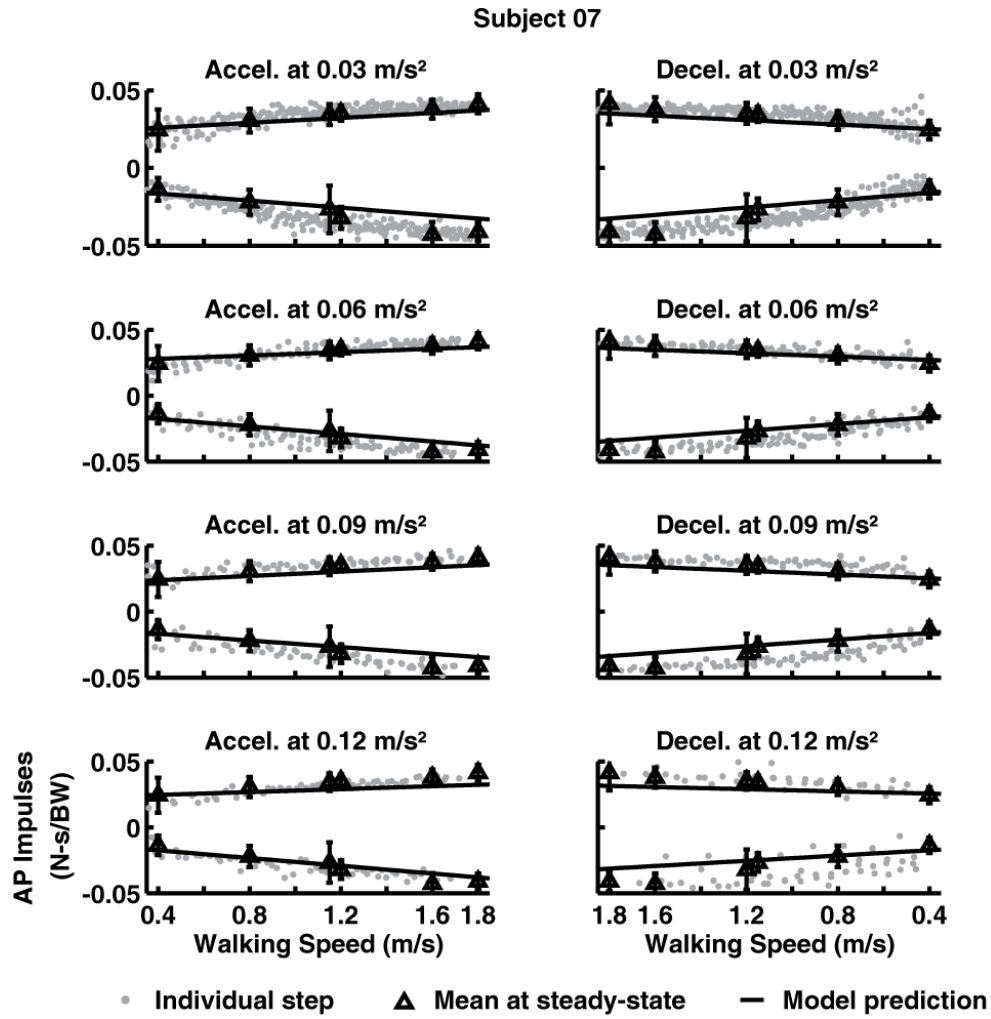 Subject 07
Accel. at 0.03 m/s²
Decel. at 0.03 m/s²
0.05
0
-0.05
Accel. at 0.06 m/s²
Decel. at 0.06 m/s²
0.05
0
-0.05
Accel. at 0.09 m/s²
Decel. at 0.09 m/s²
0.05
0
-0.05
Accel. at 0.12 m/s²
Decel. at 0.12 m/s²
AP Impulses
(N-s/BW)
0.05
0
-0.05
0.4 0.8 1.2 1.6 1.8
1.8 1.6 1.2 0.8 0.4
Walking Speed (m/s)
Walking Speed (m/s)
Individual step Mean at steady-state Model prediction